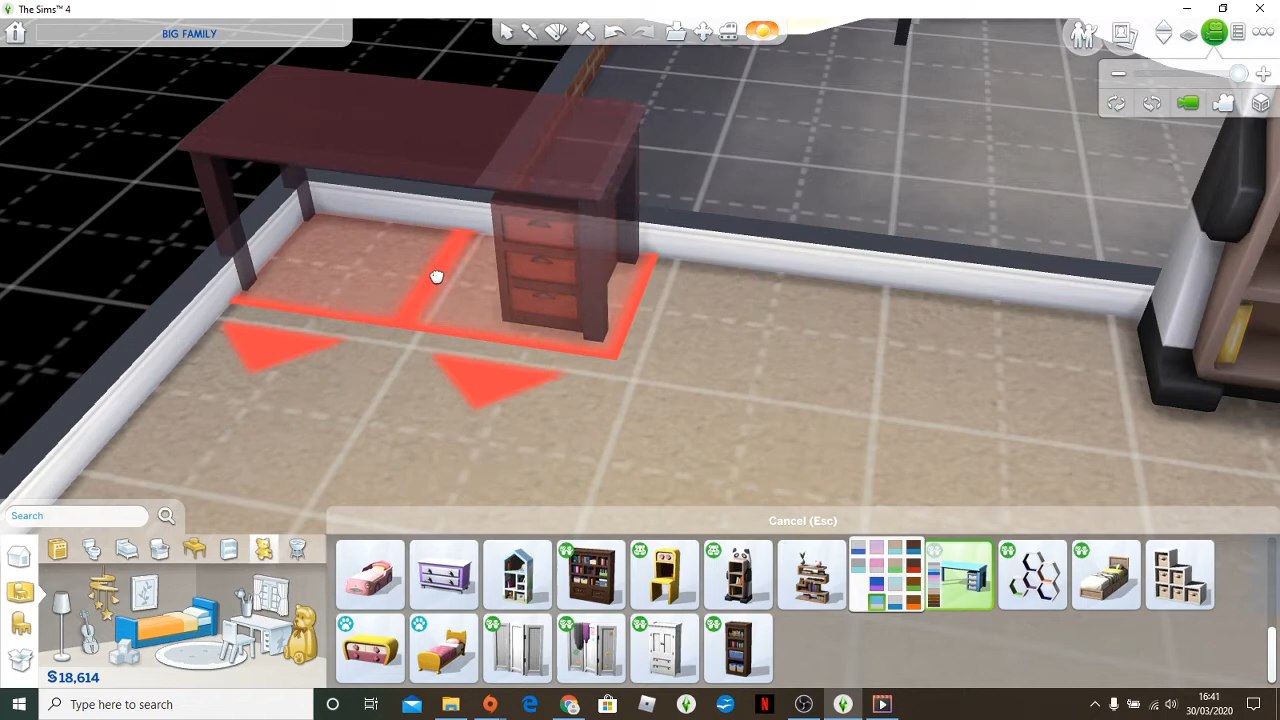 The Sims™ 4
BIG FAMILY
Cancel (Esc)
Search
§18,614
Type here to search
16:41
30/03/2020